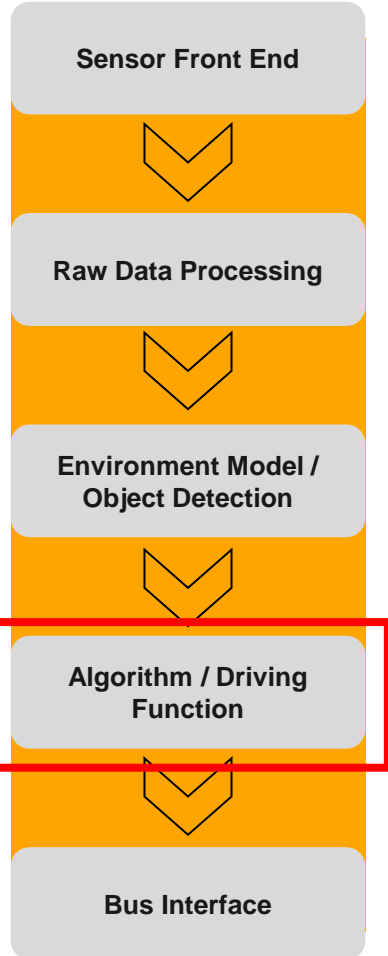 Sensor Front End
Raw Data Processing
Environment Model /
Object Detection
Algorithm / Driving
Function
Bus Interface